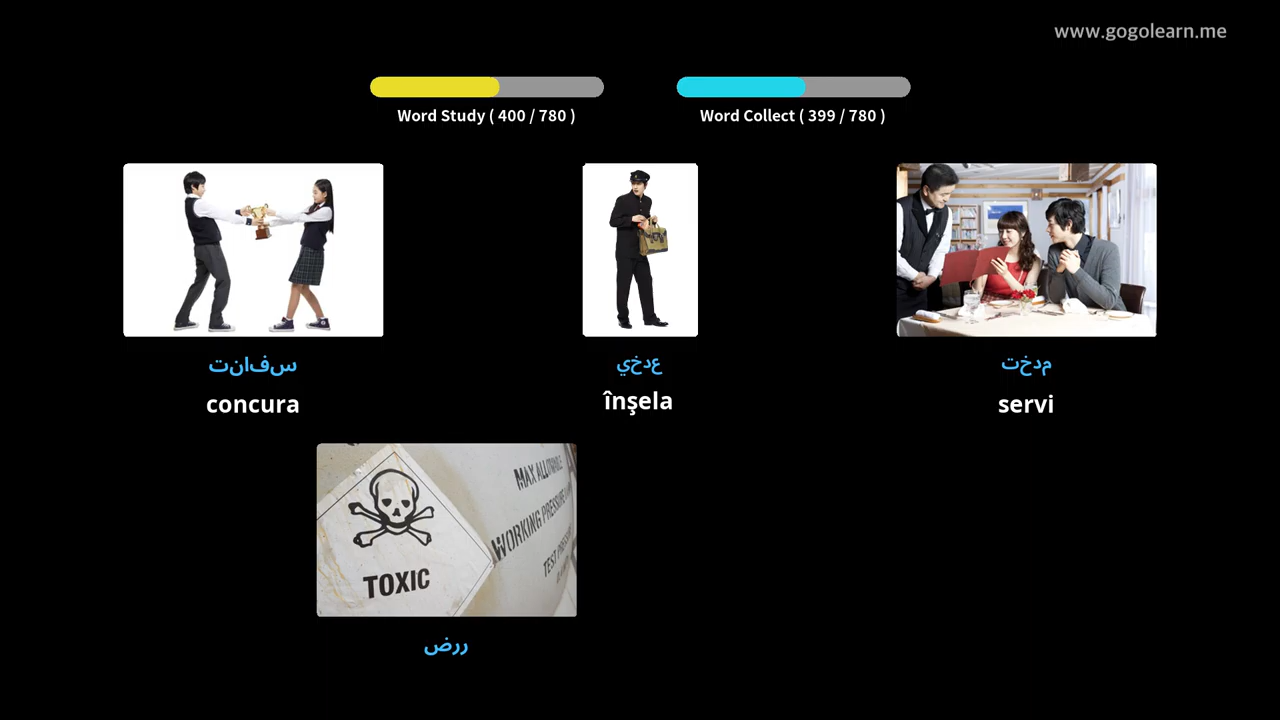 www.gogolearn.me
Word Study ( 400 / 780 )
Word Collect ( 399 / 780 )
سفانت
concura
عدخي
înşela
مدخت
servi
TOXIC
MAX ALLOWABLE
WORKING PRESSURE
TEST PRESS
ررض